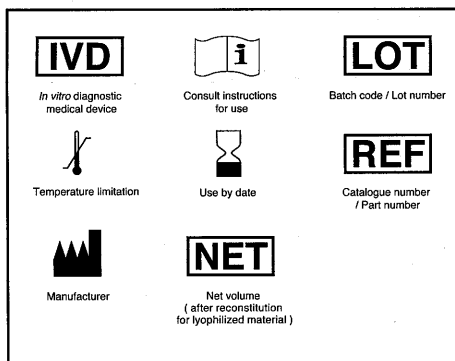 IVD
In vitro diagnostic
medical device
i
Consult instructions
for use
LOT
Batch code / Lot number
Temperature limitation
Use by date
REF
Catalogue number
/ Part number
Manufacturer
NET
Net volume
( after reconstitution
for lyophilized material )